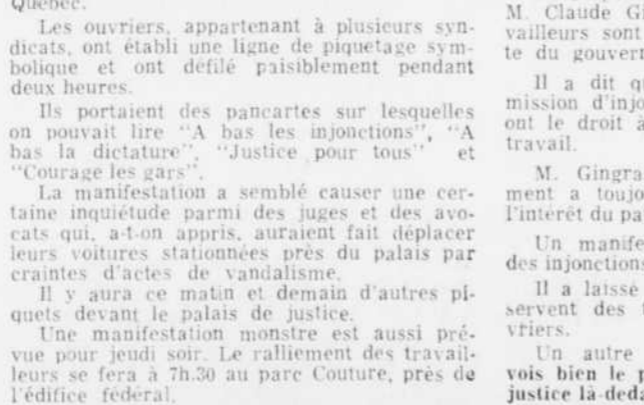 Québec.
Les ouvriers, appartenant à plusieurs syn-
dicats, ont établi une ligne de piquetage sym-
bolique et ont défilé paisiblement pendant
deux heures.
Ils portaient des pancartes sur lesquelles
on pouvait lire "A bas les injonctions", "A
bas la dictature", "Justice pour tous" et
"Courage les gars".
La manifestation a semblé causer une cer-
taine inquiétude parmi des juges et des avo-
cats qui, a-t-on appris, auraient fait déplacer
leurs voitures stationnées près du palais par
craintes d'actes de vandalisme.
Il y aura ce matin et demain d'autres pi-
quets devant le palais de justice.
Une manifestation monstre est aussi pré-
vue pour jeudi soir. Le ralliement des travail-
leurs se fera à 7h.30 au parc Couture, près de
l'édifice fédéral.
M. Claude Gi
vailleurs sont
te du gouvern
Il a dit qu
mission d'injo
ont le droit à
travail.
M. Gingra
ment a toujo
l'intérêt du pa
Un manifes
des injonctions
Il a laissé
servent des
vriers.
Un autre
vois bien le p
justice là-deda